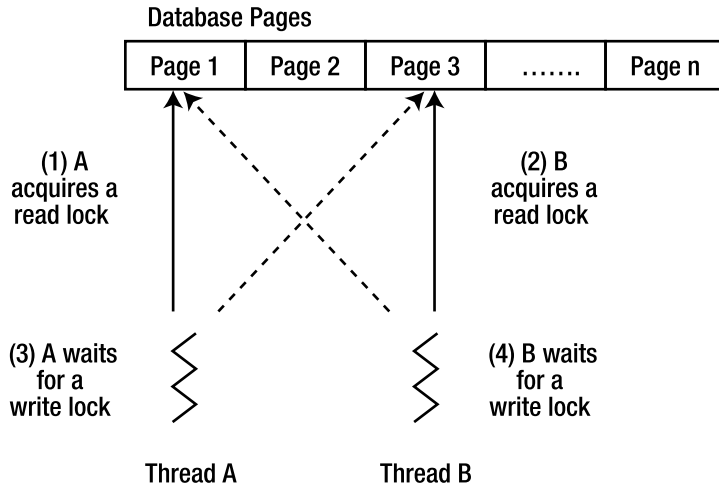 Database Pages
Page 1 Page 2 Page 3 ....... Page n
(1) A
acquires a
read lock
(2) B
acquires a
read lock
(3) A waits
for a
write lock
(4) B waits
for a
write lock
Thread A Thread B